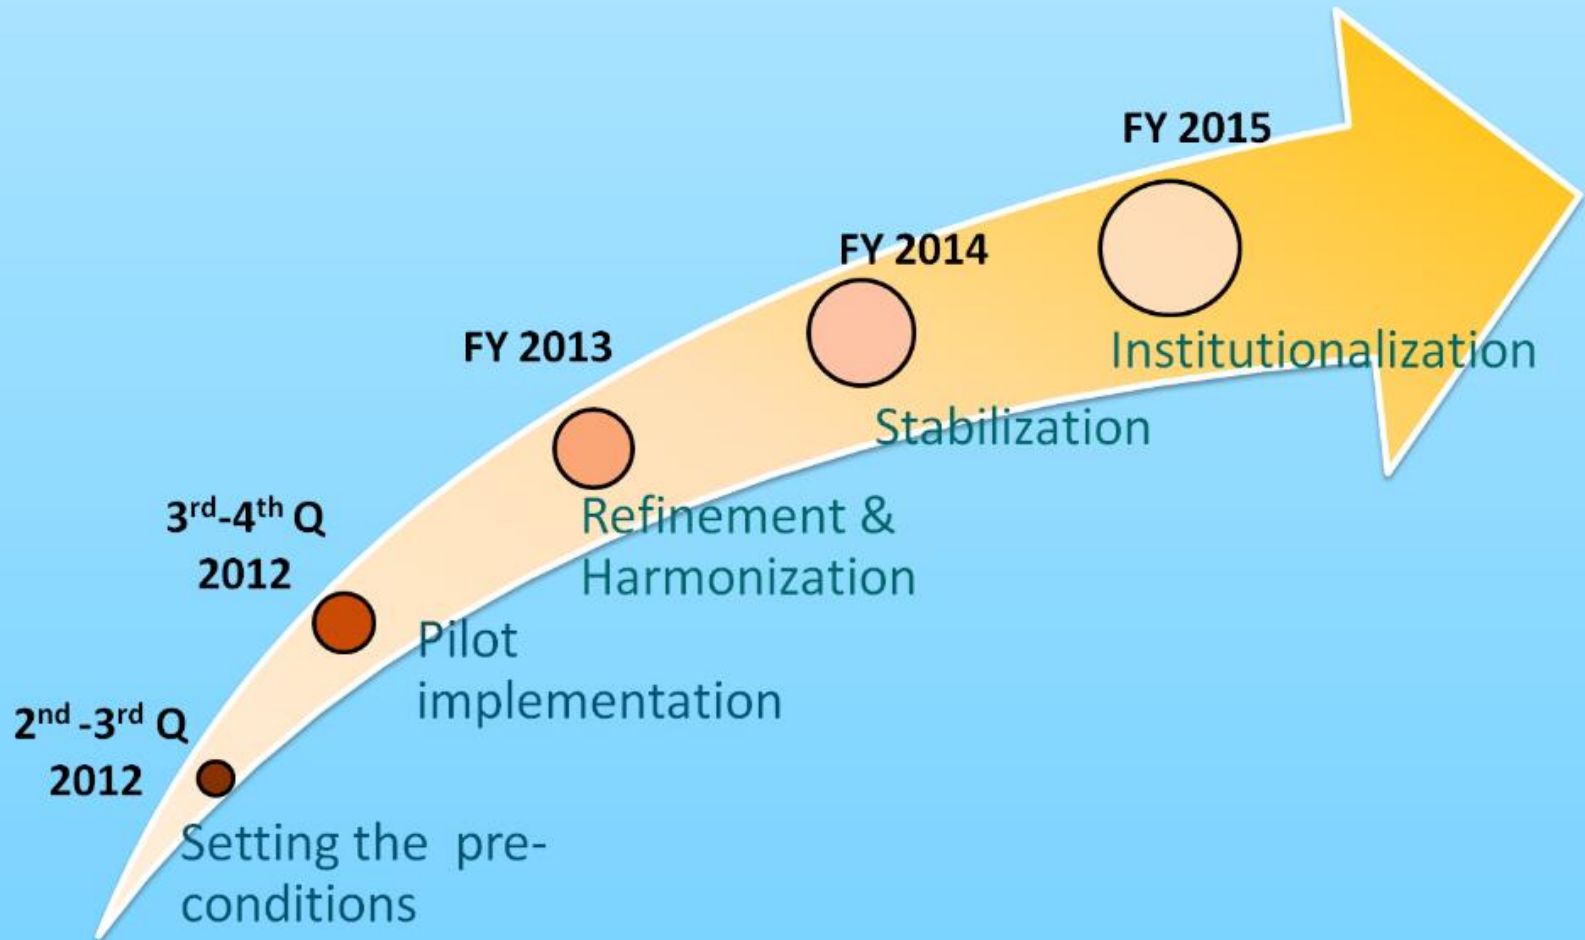 2nd -3rd Q
2012
Setting the pre-
conditions
3rd-4th Q
2012
Pilot
implementation
FY 2013
Refinement &
Harmonization
FY 2014
Stabilization
FY 2015
Institutionalization